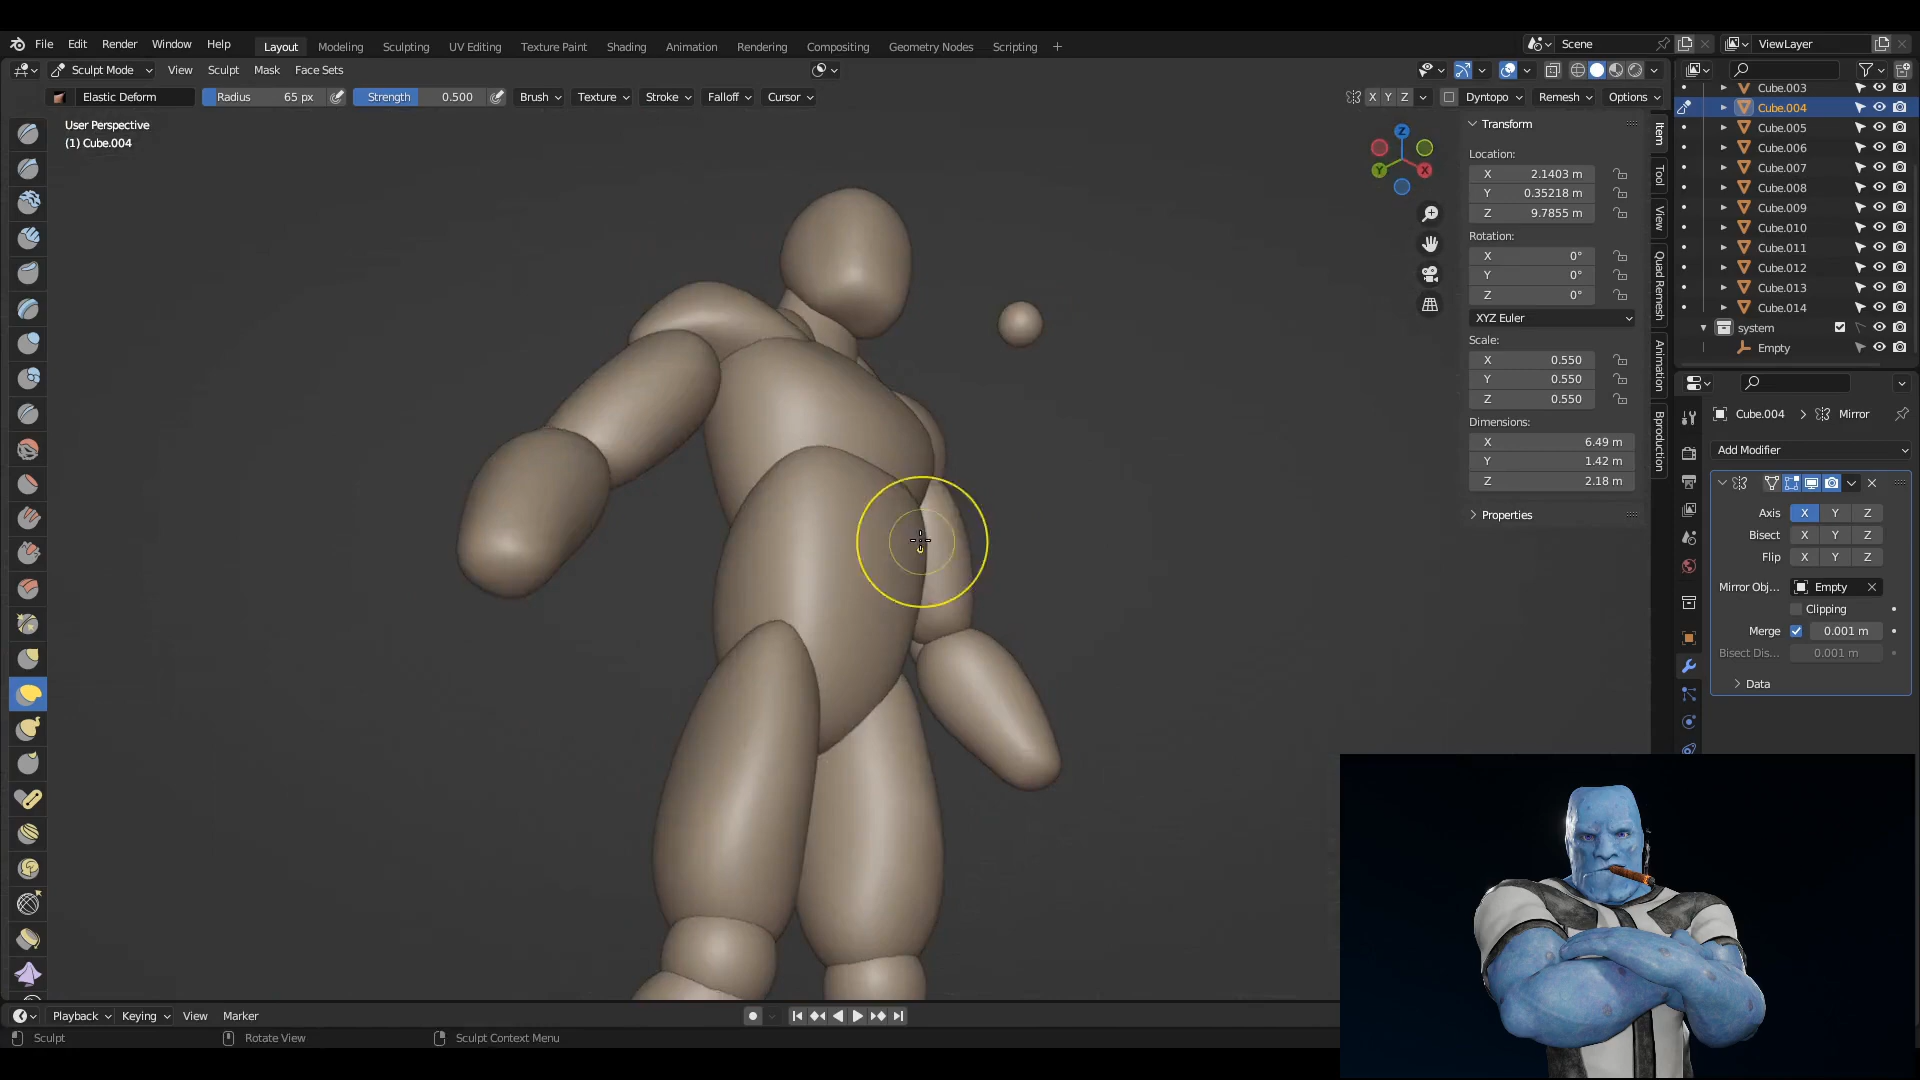 File Edit Render Window Help Layout Modeling Sculpting UV Editing Texture Paint Shading Animation Rendering Compositing Geometry Nodes Scripting + Scene ViewLayer
Sculpt Mode View Sculpt Mask Face Sets
Elastic Deform Radius 65 px Strength 0.500 Brush Texture Stroke Falloff Cursor X Y Z Dyntopo Remesh Options
User Perspective
(1) Cube.004
Z
Y
X
Transform
Location:
X 2.1403 m
Y 0.35218 m
Z 9.7855 m
Rotation:
X 0°
Y 0°
Z 0°
XYZ Euler
Scale:
X 0.550
Y 0.550
Z 0.550
Dimensions:
X 6.49 m
Y 1.42 m
Z 2.18 m
Properties
Item
Tool
View
Quad Remesh
Animation
Bproduction
Cube.003
Cube.004
Cube.005
Cube.006
Cube.007
Cube.008
Cube.009
Cube.010
Cube.011
Cube.012
Cube.013
Cube.014
system
Empty
Cube.004 > Mirror
Add Modifier
Axis X Y Z
Bisect X Y Z
Flip X Y Z
Mirror Obj... Empty
Clipping
Merge 0.001 m
Bisect Dis... 0.001 m
Data
Playback Keying View Marker
Sculpt Rotate View Sculpt Context Menu